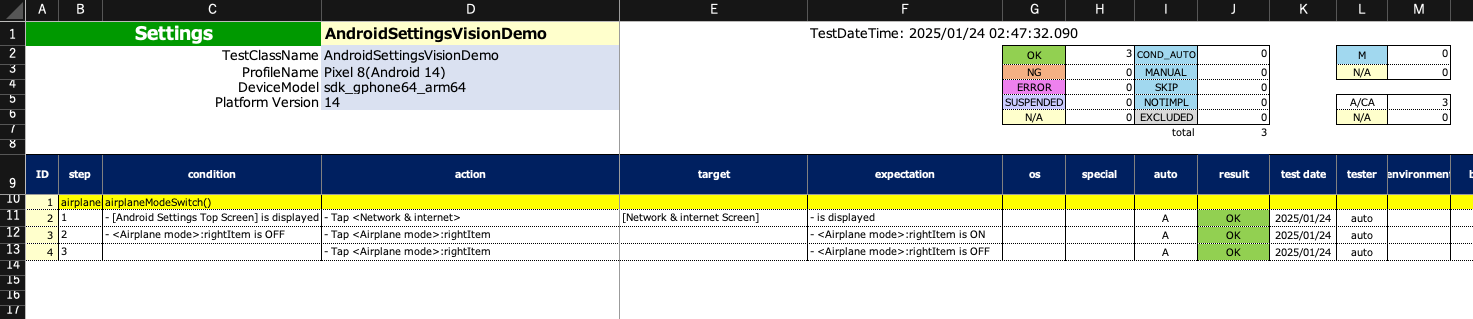 A B C D E F G H I J K L M
1 Settings AndroidSettingsVisionDemo TestDateTime: 2025/01/24 02:47:32.090
2 TestClassName AndroidSettingsVisionDemo OK 3 COND_AUTO 0 M 0
3 ProfileName Pixel 8(Android 14) NG 0 MANUAL 0 N/A 0
4 DeviceModel sdk_gphone64_arm64 ERROR 0 SKIP 0
5 Platform Version 14 SUSPENDED 0 NOTIMPL 0 A/CA 3
6 N/A 0 EXCLUDED 0 N/A 0
7 total 3
8
9 ID step condition action target expectation os special auto result test date tester environment
10 1 airplane airplaneModeSwitch()
11 2 1 - [Android Settings Top Screen] is displayed - Tap <Network & internet> [Network & internet Screen] - is displayed A OK 2025/01/24 auto
12 3 2 - <Airplane mode>:rightItem is OFF - Tap <Airplane mode>:rightItem - <Airplane mode>:rightItem is ON A OK 2025/01/24 auto
13 4 3 - Tap <Airplane mode>:rightItem - <Airplane mode>:rightItem is OFF A OK 2025/01/24 auto
14
15
16
17